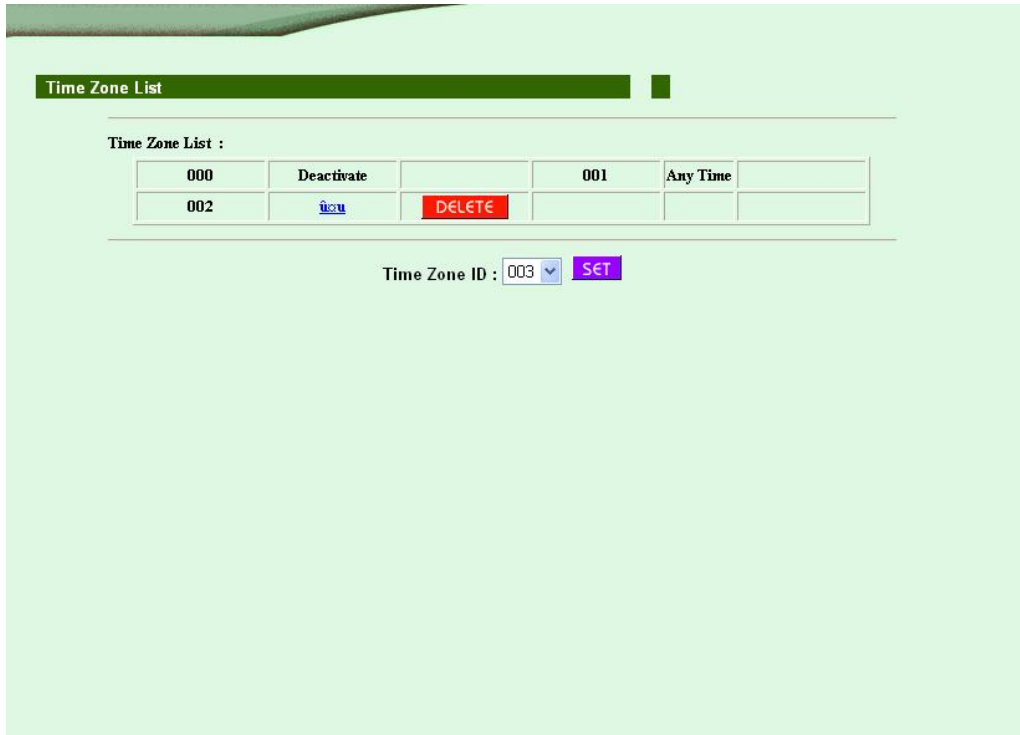 Time Zone List
Time Zone List :
000 Deactivate 001 Any Time
002 û¤u DELETE
Time Zone ID : 003 SET